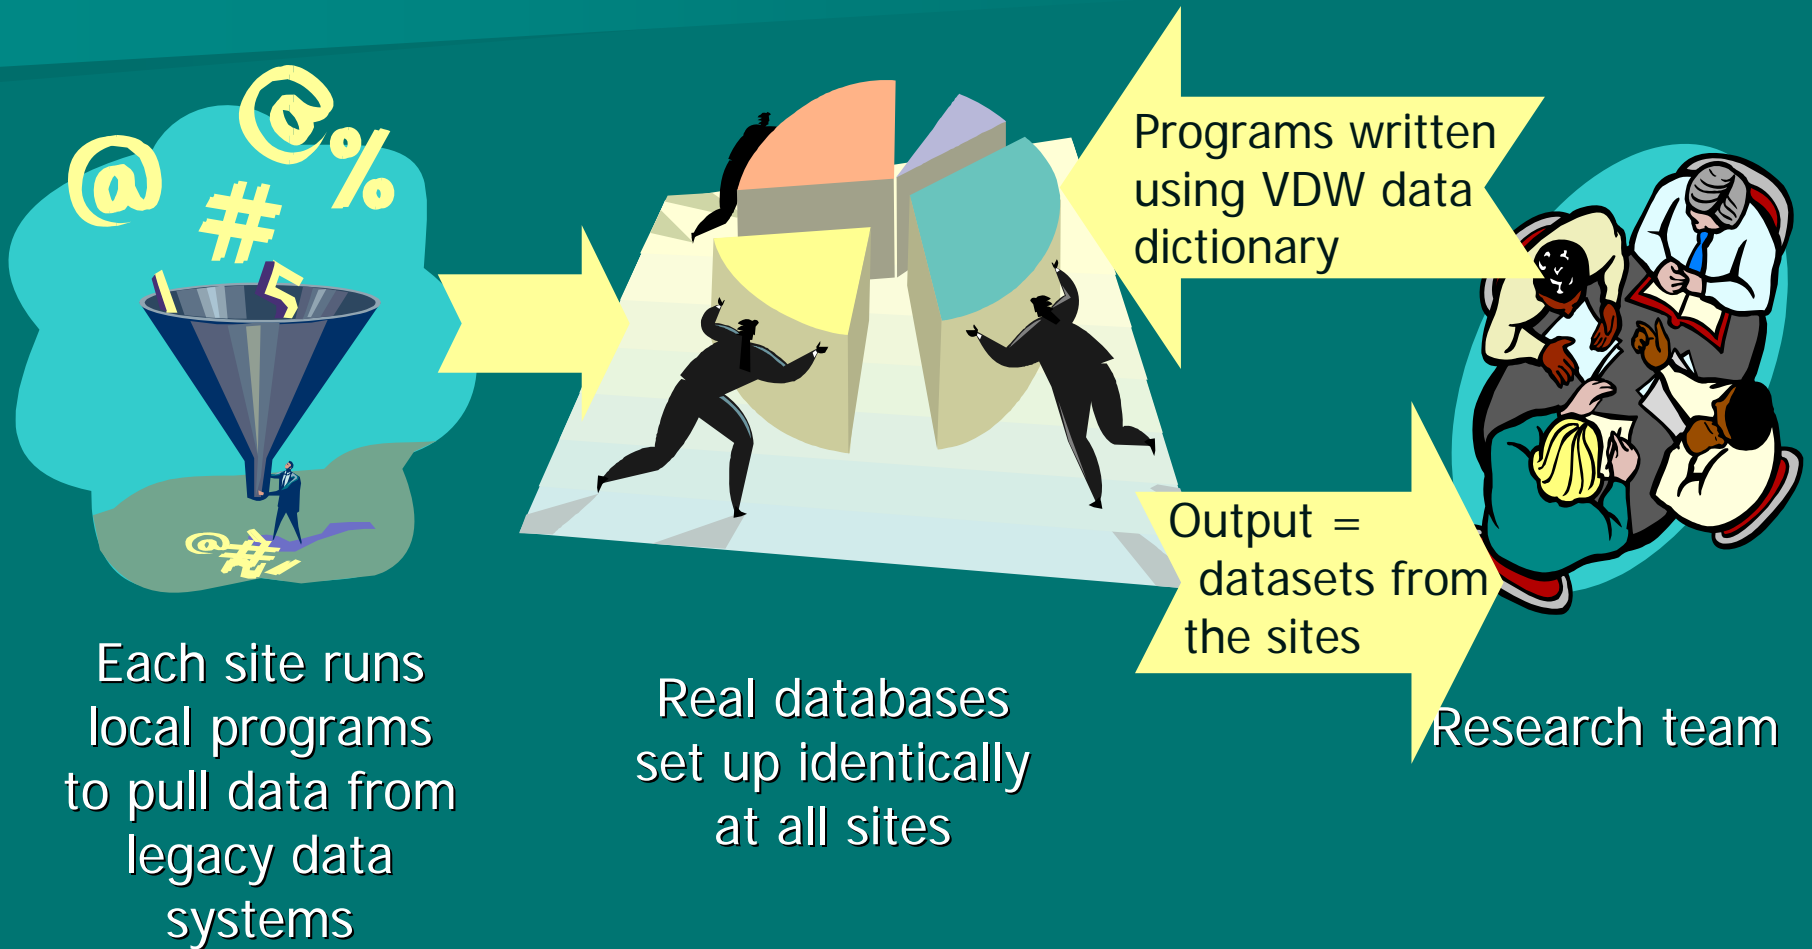 @
@
%
#
\
5
@#
Programs written
using VDW data
dictionary
Output =
datasets from
the sites
Each site runs
local programs
to pull data from
legacy data
systems
Real databases
set up identically
at all sites
Research team